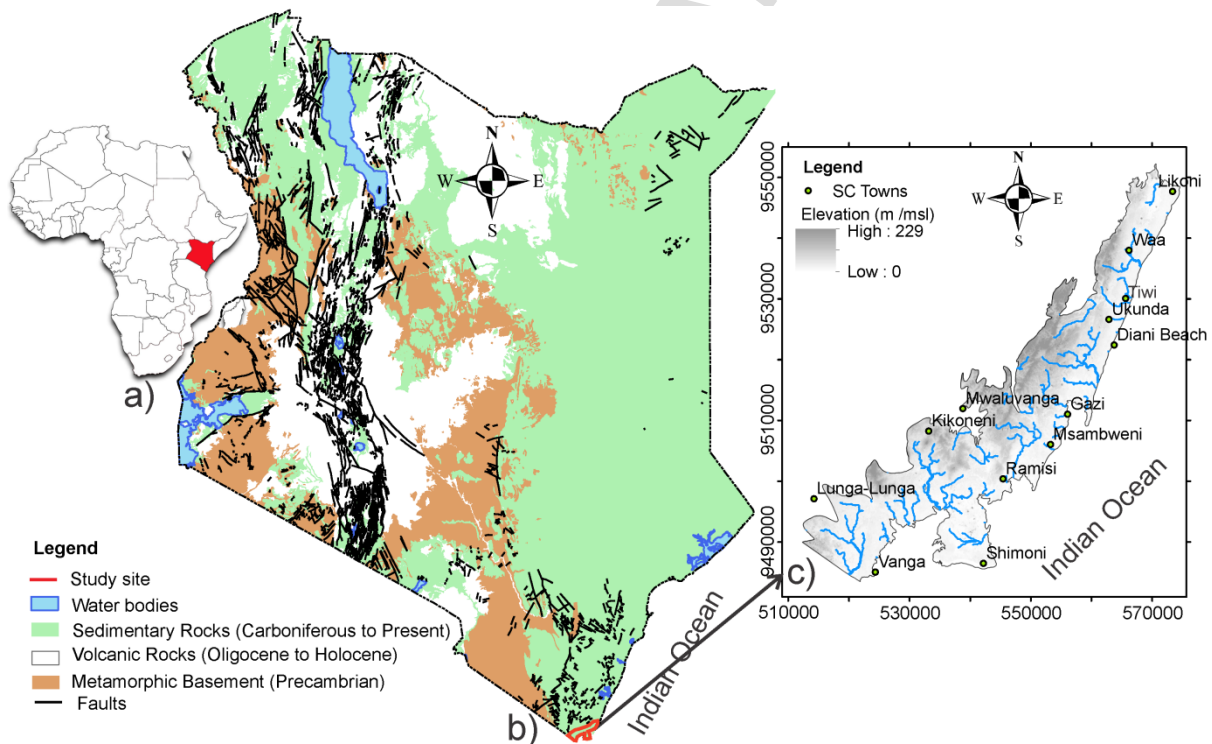 a)
N
W
E
S
Legend
Study site
Water bodies
Sedimentary Rocks (Carboniferous to Present)
Volcanic Rocks (Oligocene to Holocene)
Metamorphic Basement (Precambrian)
Faults
b)
Indian Ocean
Legend
SC Towns
Elevation (m /msl)
High : 229
Low : 0
N
W
E
S
9550000
9530000
9510000
9490000
Likoni
Waa
Tiwi
Ukunda
Diani Beach
Mwaluvanga
Gazi
Kikoneni
Msambweni
Ramisi
Lunga-Lunga
Shimoni
Vanga
Indian Ocean
c)
510000
530000
550000
570000